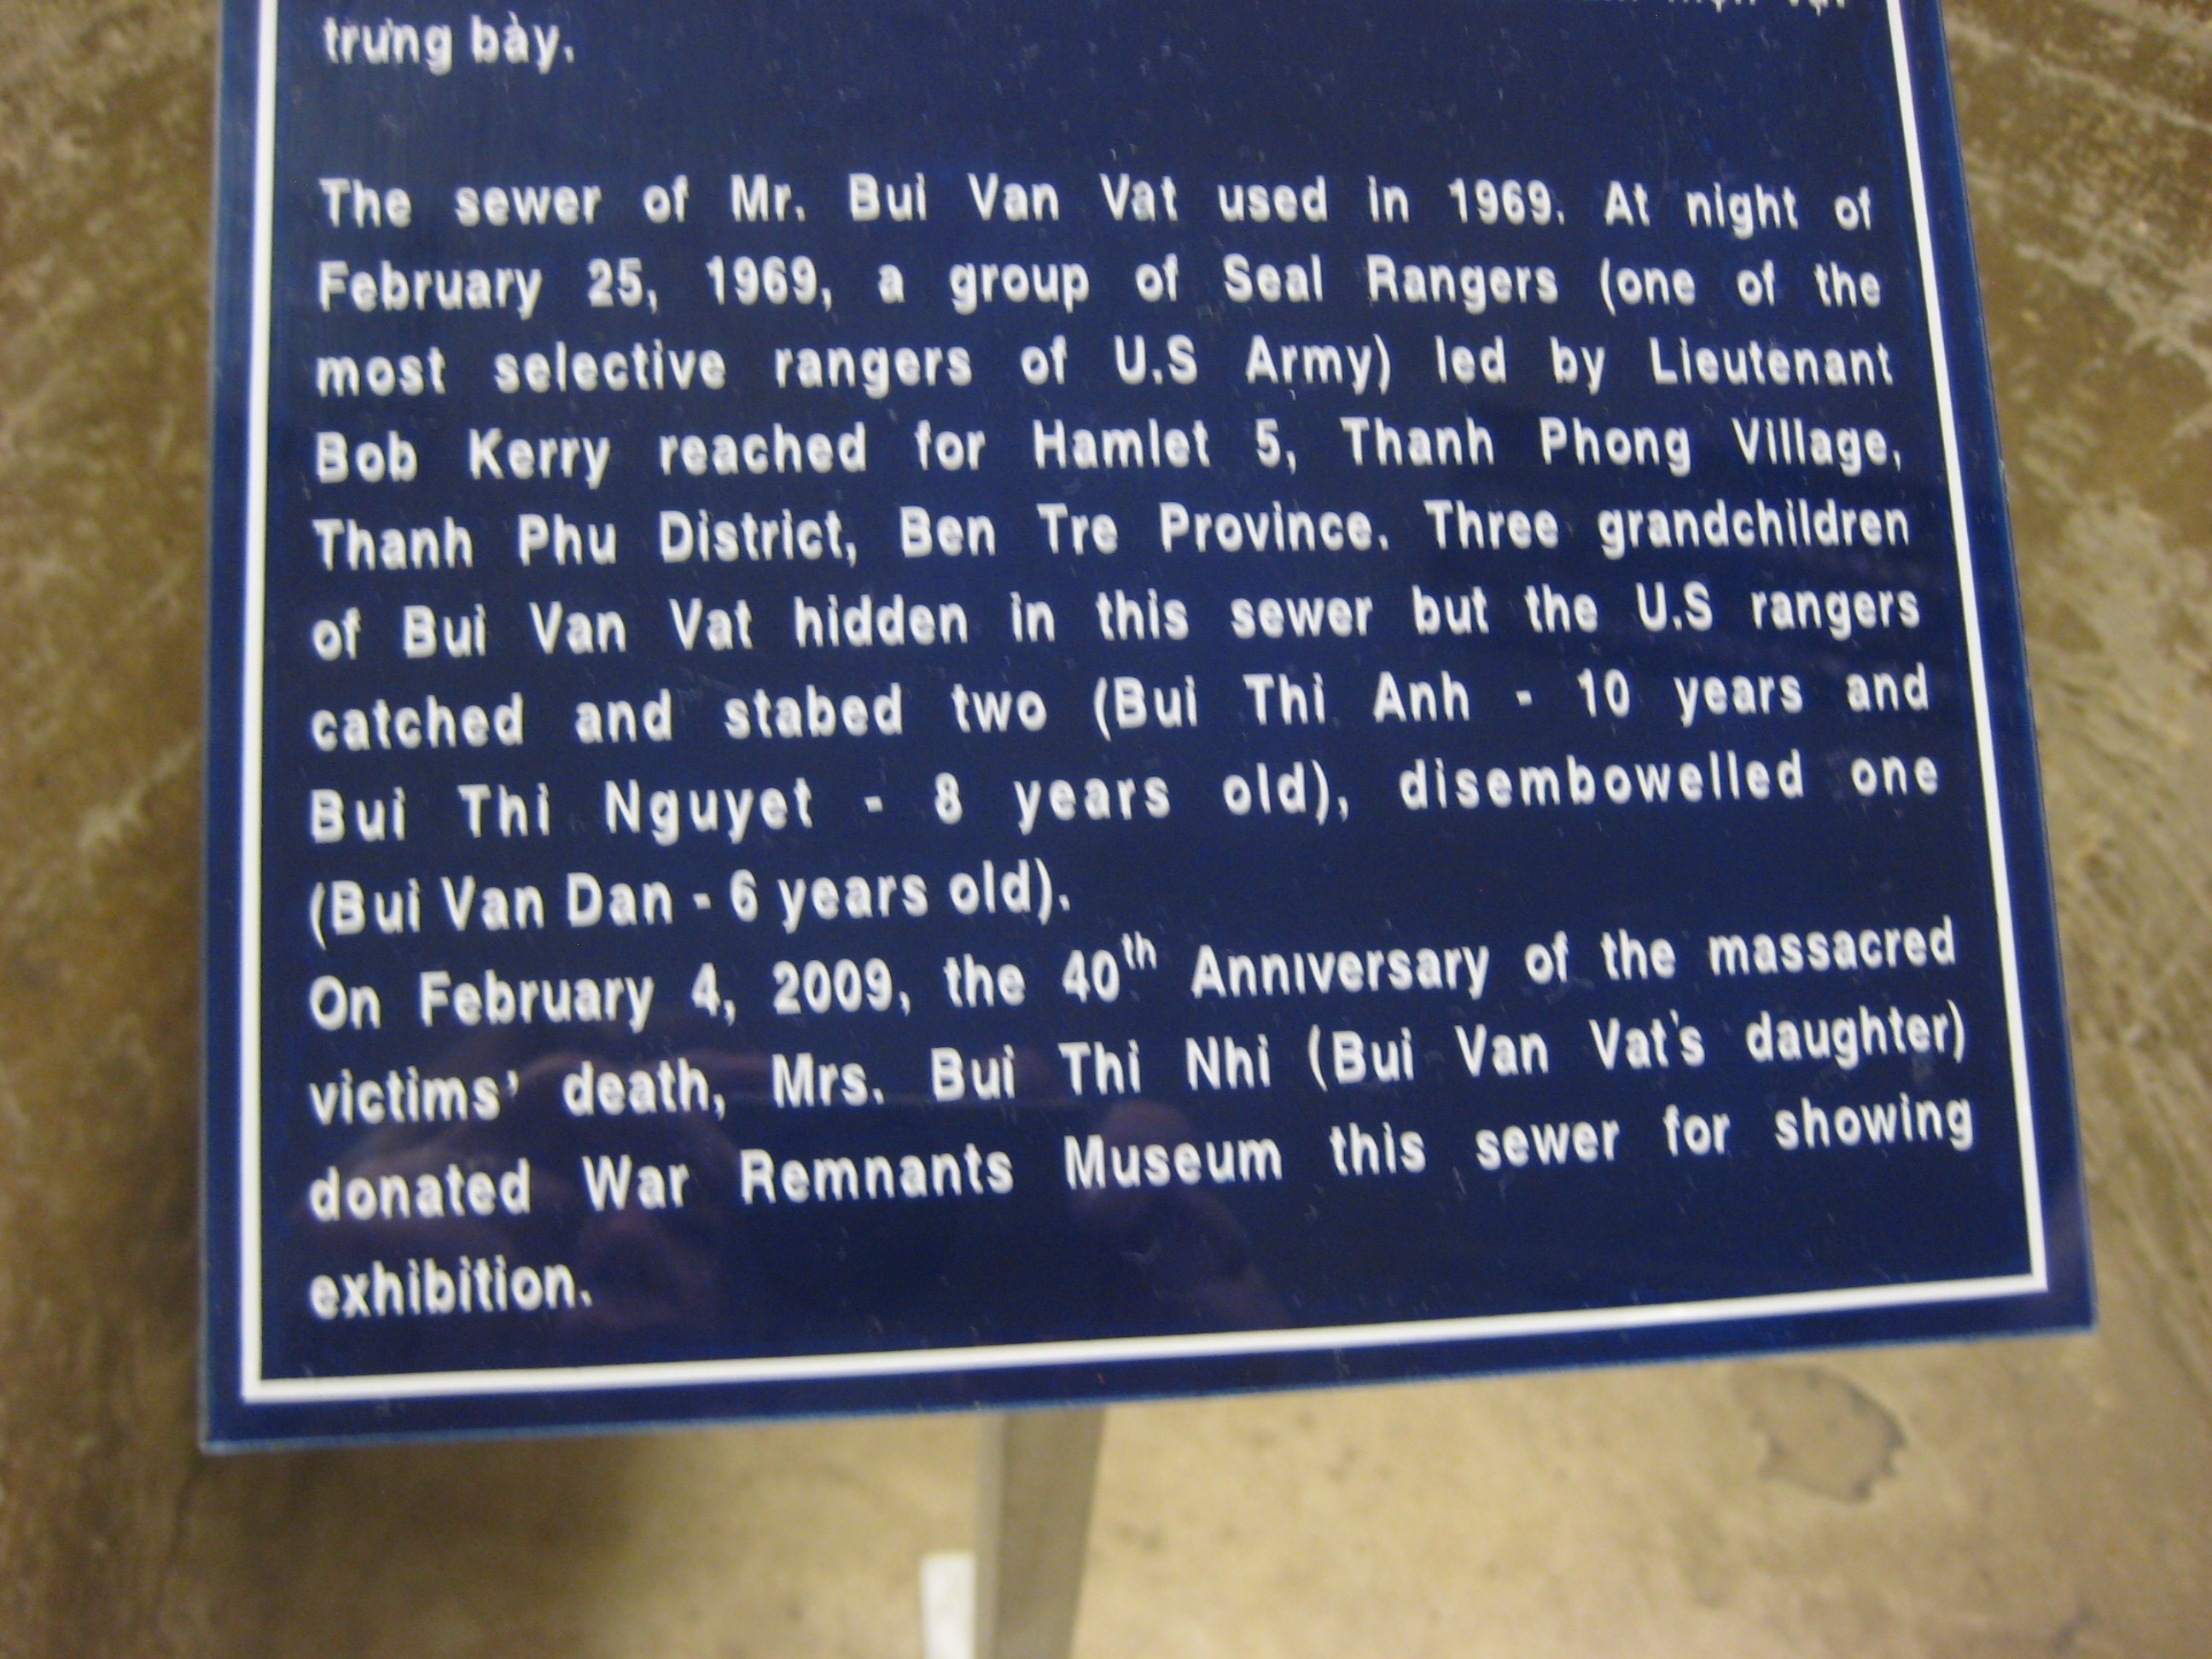 trưng bày.
The sewer of Mr. Bui Van Vat used in 1969. At night of
February 25, 1969, a group of Seal Rangers (one of the
most selective rangers of U.S Army) led by Lieutenant
Bob Kerry reached for Hamlet 5, Thanh Phong Village,
Thanh Phu District, Ben Tre Province. Three grandchildren
of Bui Van Vat hidden in this sewer but the U.S rangers
catched and stabed two (Bui Thi Anh - 10 years and
Bui Thi Nguyet - 8 years old), disembowelled one
(Bui Van Dan - 6 years old).
On February 4, 2009, the 40th Anniversary of the massacred
victims' death, Mrs. Bui Thi Nhi (Bui Van Vat's daughter)
donated War Remnants Museum this sewer for showing
exhibition.